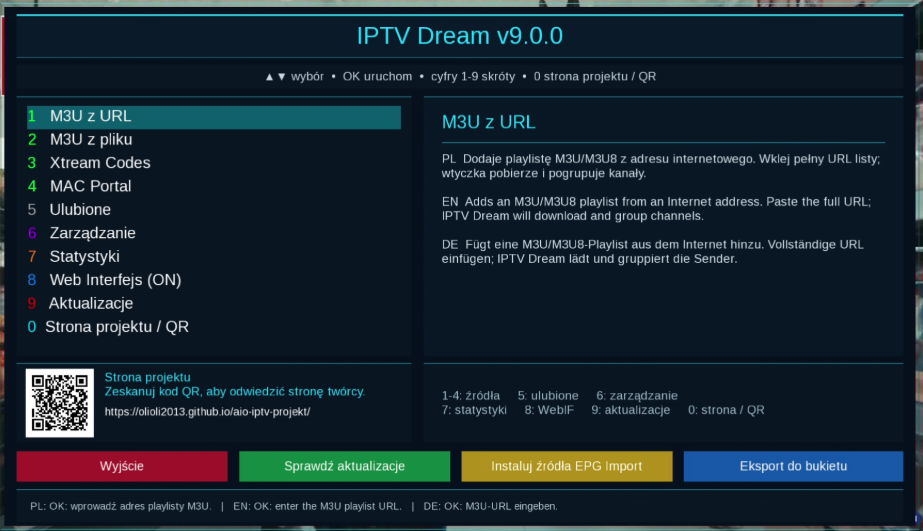 IPTV Dream v9.0.0
▲▼ wybór • OK uruchom • cyfry 1-9 skróty • 0 strona projektu / QR
1 M3U z URL
2 M3U z pliku
3 Xtream Codes
4 MAC Portal
5 Ulubione
6 Zarządzanie
7 Statystyki
8 Web Interfejs (ON)
9 Aktualizacje
0 Strona projektu / QR
M3U z URL
PL Dodaje playlistę M3U/M3U8 z adresu internetowego. Wklej pełny URL listy;
wtyczka pobierze i pogrupuje kanały.
EN Adds an M3U/M3U8 playlist from an Internet address. Paste the full URL;
IPTV Dream will download and group channels.
DE Fügt eine M3U/M3U8-Playlist aus dem Internet hinzu. Vollständige URL
einfügen; IPTV Dream lädt und gruppiert die Sender.
Strona projektu
Zeskanuj kod QR, aby odwiedzić stronę twórcy.
https://olioli2013.github.io/aio-iptv-projekt/
1-4: źródła 5: ulubione 6: zarządzanie
7: statystyki 8: WebIF 9: aktualizacje 0: strona / QR
Wyjście
Sprawdź aktualizacje
Instaluj źródła EPG Import
Eksport do bukietu
PL: OK: wprowadź adres playlisty M3U. | EN: OK: enter the M3U playlist URL. | DE: OK: M3U-URL eingeben.